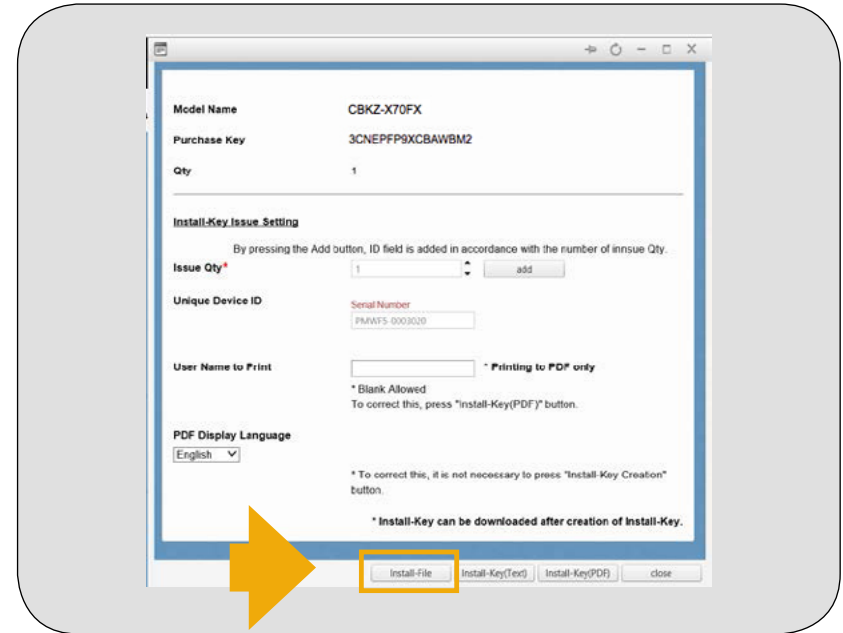 Model Name CBKZ-X70FX
Purchase Key 3CNEPFP9XCBAWBM2
Qty 1
Install-Key Issue Setting
By pressing the Add button, ID field is added in accordance with the number of innsue Qty.
Issue Qty* 1 add
Unique Device ID Serial Number
PMWF5-0003020
User Name to Print * Printing to PDF only
* Blank Allowed
To correct this, press "Install-Key(PDF)" button.
PDF Display Language
English
* To correct this, it is not necessary to press "Install-Key Creation"
button.
* Install-Key can be downloaded after creation of Install-Key.
Install-File Install-Key(Text) Install-Key(PDF) close